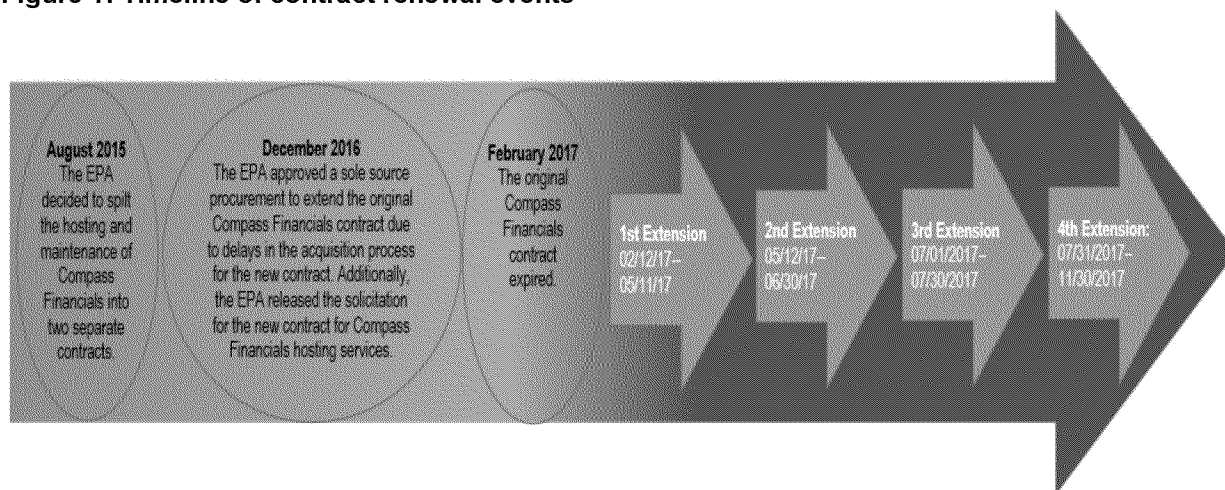 Figure 1: Timeline of contract renewal events
August 2015
The EPA
decided to spilt
the hosting and
maintenance of
Compass
Financials into
two separate
contracts.
December 2016
The EPA approved a sole source
procurement to extend the original
Compass Financials contract due
to delays in the acquisition process
for the new contract. Additionally,
the EPA released the solicitation
for the new contract for Compass
Financials hosting services.
February 2017
The original
Compass
Financials
contract
expired.
1st Extension
02/12/17–
05/11/17
2nd Extension
05/12/17–
06/30/17
3rd Extension
07/01/2017–
07/30/2017
4th Extension:
07/31/2017–
11/30/2017